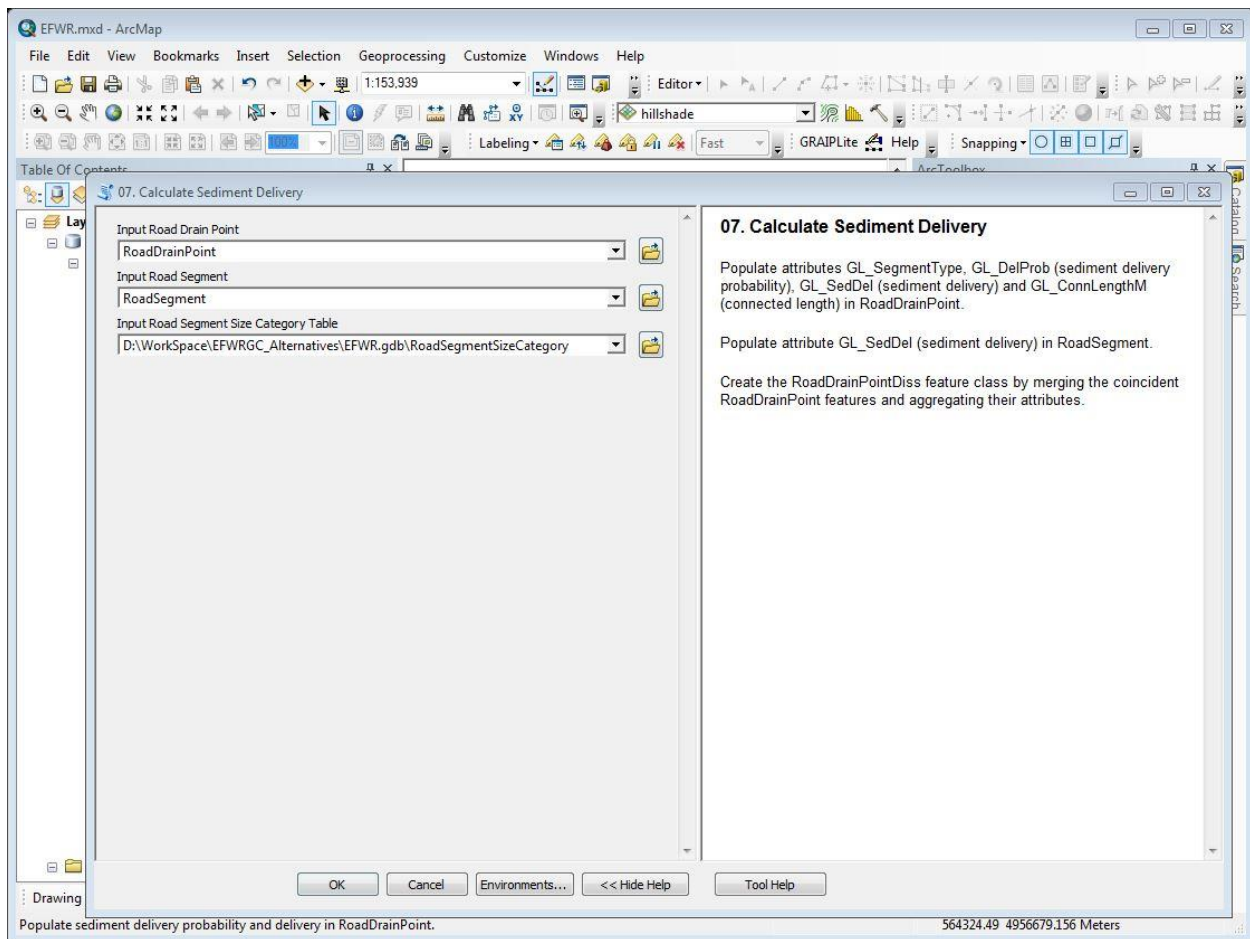 EFWR.mxd - ArcMap
File Edit View Bookmarks Insert Selection Geoprocessing Customize Windows Help
1:153,939 Editor
hillshade
100% Labeling Fast GRAIPLite Help Snapping
Table Of Contents ArcToolbox
07. Calculate Sediment Delivery
Lay
Catalog
Search
Input Road Drain Point
RoadDrainPoint
Input Road Segment
RoadSegment
Input Road Segment Size Category Table
D:\WorkSpace\EFWRGC_Alternatives\EFWR.gdb\RoadSegmentSizeCategory
07. Calculate Sediment Delivery
Populate attributes GL_SegmentType, GL_DelProb (sediment delivery
probability), GL_SedDel (sediment delivery) and GL_ConnLengthM
(connected length) in RoadDrainPoint.
Populate attribute GL_SedDel (sediment delivery) in RoadSegment.
Create the RoadDrainPointDiss feature class by merging the coincident
RoadDrainPoint features and aggregating their attributes.
OK Cancel Environments... << Hide Help Tool Help
Drawing
Populate sediment delivery probability and delivery in RoadDrainPoint. 564324.49 4956679.156 Meters